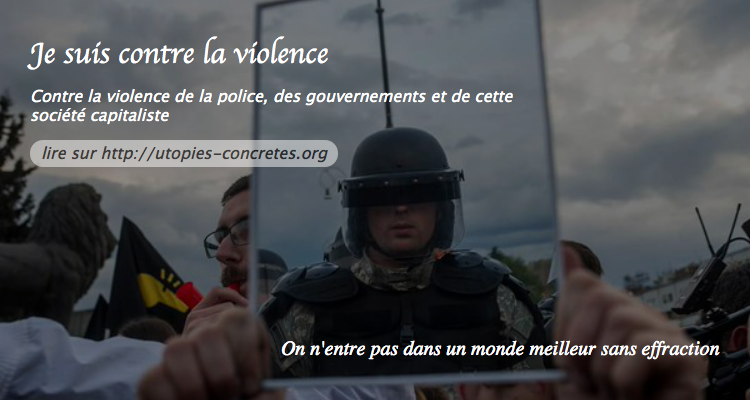 Je suis contre la violence
Contre la violence de la police, des gouvernements et de cette
société capitaliste
lire sur http://utopies-concretes.org
On n'entre pas dans un monde meilleur sans effraction